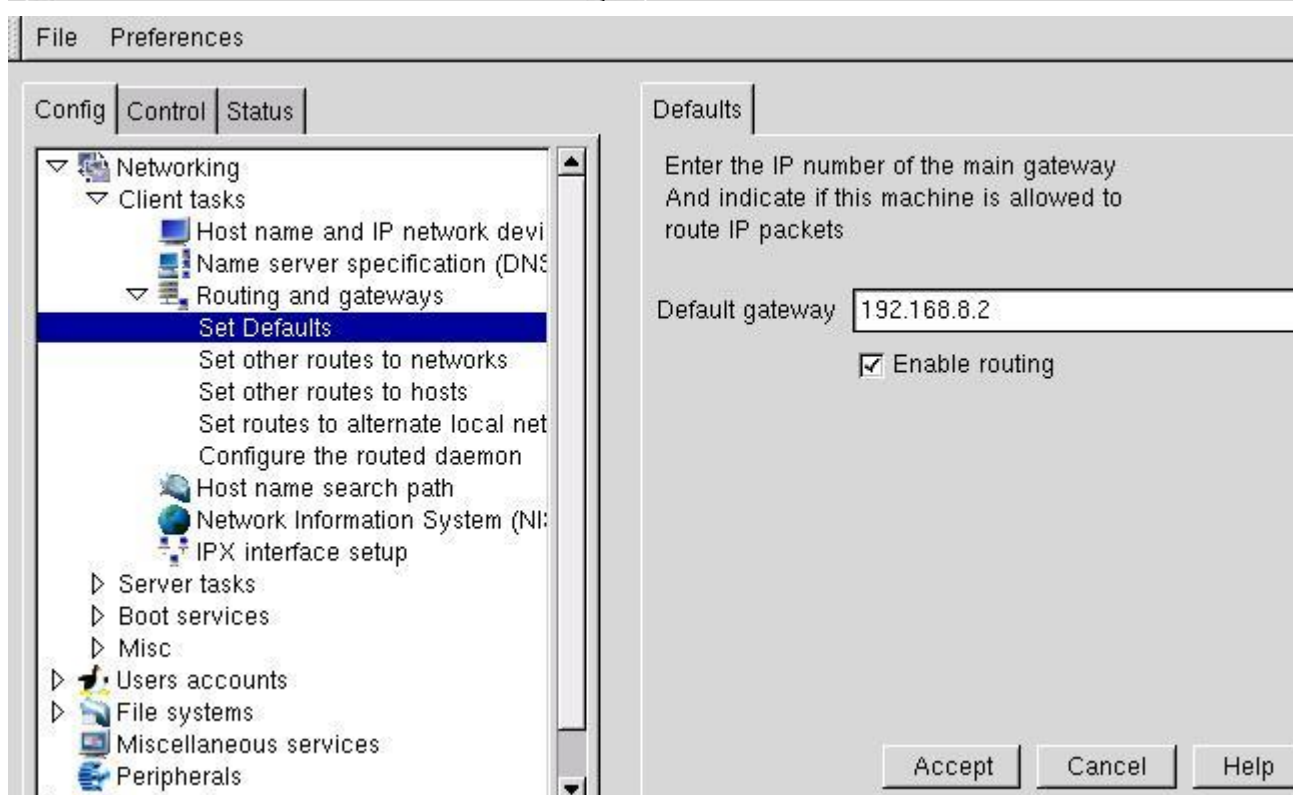 File Preferences
Config Control Status
Networking
Client tasks
Host name and IP network devi
Name server specification (DNS
Routing and gateways
Set Defaults
Set other routes to networks
Set other routes to hosts
Set routes to alternate local net
Configure the routed daemon
Host name search path
Network Information System (NIS
IPX interface setup
Server tasks
Boot services
Misc
Users accounts
File systems
Miscellaneous services
Peripherals
Defaults
Enter the IP number of the main gateway
And indicate if this machine is allowed to
route IP packets
Default gateway 192.168.8.2
Enable routing
Accept Cancel Help